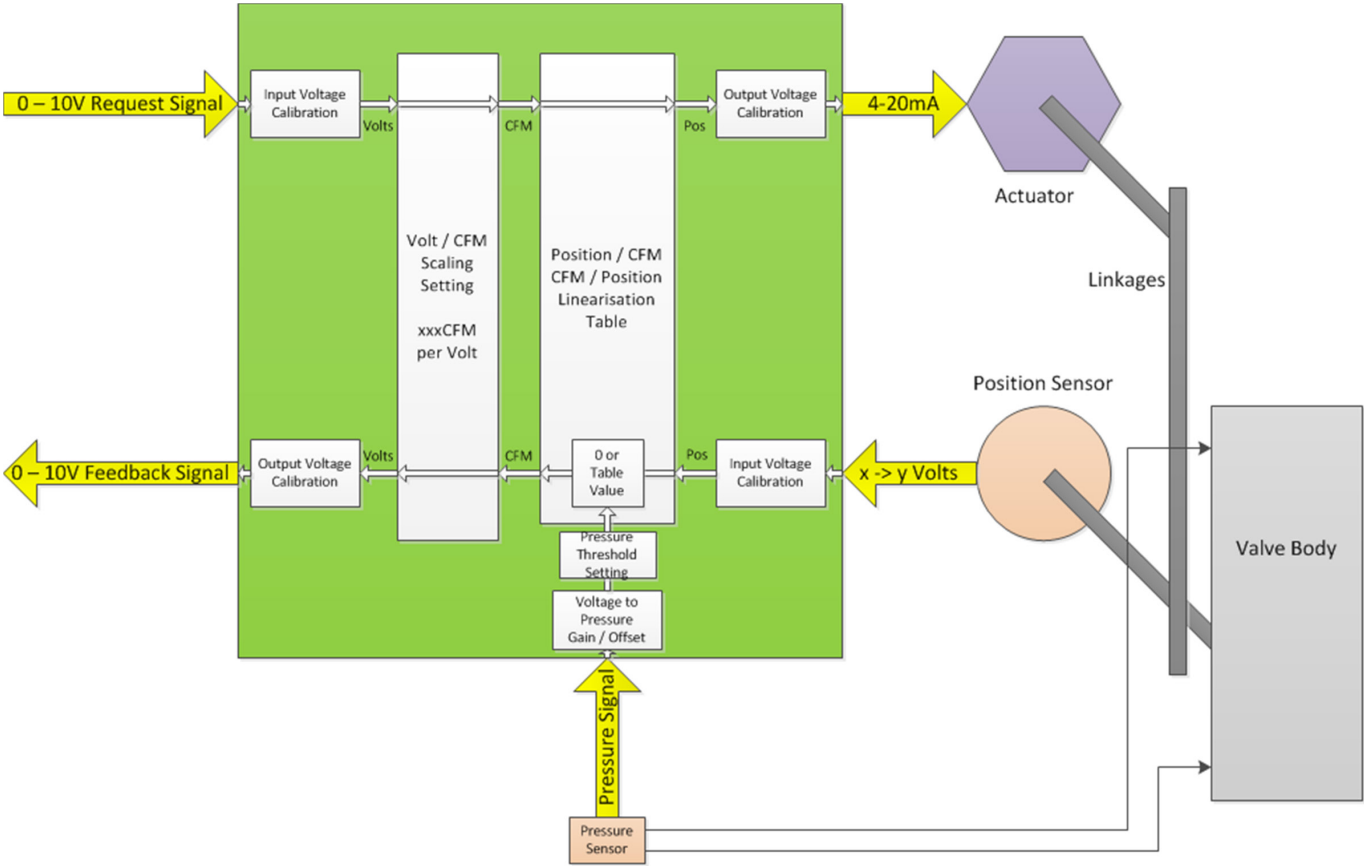 0 – 10V Request Signal
Input Voltage
Calibration
Volts
CFM
Pos
Output Voltage
Calibration
4-20mA
Actuator
Linkages
Volt / CFM
Scaling
Setting
xxxCFM
per Volt
Position / CFM
CFM / Position
Linearisation
Table
Position Sensor
0 – 10V Feedback Signal
Output Voltage
Calibration
Volts
CFM
0 or
Table
Value
Pos
Input Voltage
Calibration
x -> y Volts
Valve Body
Pressure
Threshold
Setting
Voltage to
Pressure
Gain / Offset
Pressure Signal
Pressure
Sensor